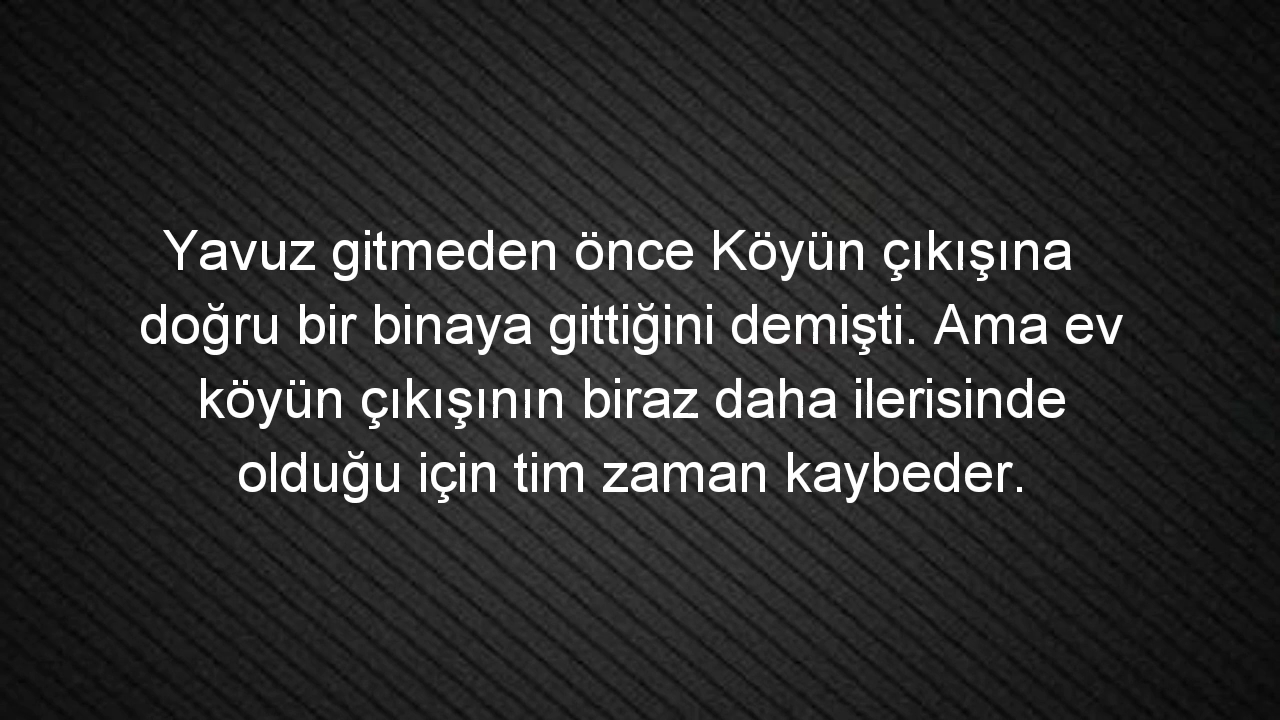 Yavuz gitmeden önce Köyün çıkışına
doğru bir binaya gittiğini demişti. Ama ev
köyün çıkışının biraz daha ilerisinde
olduğu için tim zaman kaybeder.